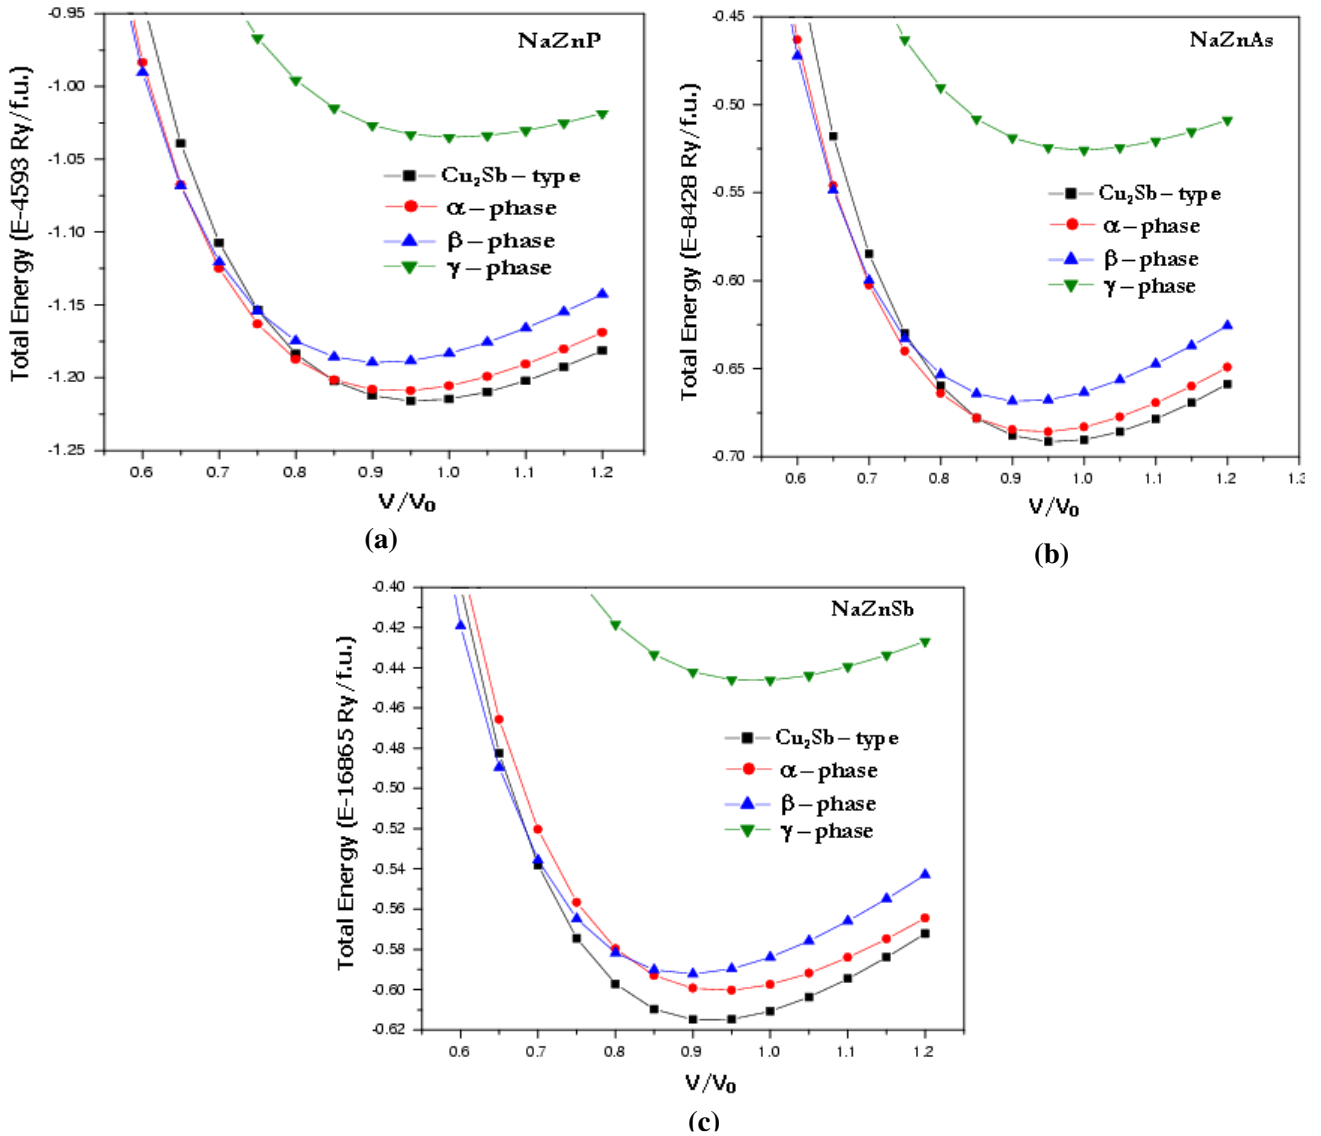 NaZnP
Total Energy (E-4593 Ry/f.u.)
-0.95
-1.00
-1.05
-1.10
-1.15
-1.20
-1.25
Cu₂Sb – type
α – phase
β – phase
γ – phase
0.6 0.7 0.8 0.9 1.0 1.1 1.2
V/V₀
(a)
NaZnAs
Total Energy (E-8428 Ry/f.u.)
-0.45
-0.50
-0.55
-0.60
-0.65
-0.70
Cu₂Sb – type
α – phase
β – phase
γ – phase
0.6 0.7 0.8 0.9 1.0 1.1 1.2 1.3
V/V₀
(b)
NaZnSb
Total Energy (E-16865 Ry/f.u.)
-0.40
-0.42
-0.44
-0.46
-0.48
-0.50
-0.52
-0.54
-0.56
-0.58
-0.60
-0.62
Cu₂Sb – type
α – phase
β – phase
γ – phase
0.6 0.7 0.8 0.9 1.0 1.1 1.2
V/V₀
(c)